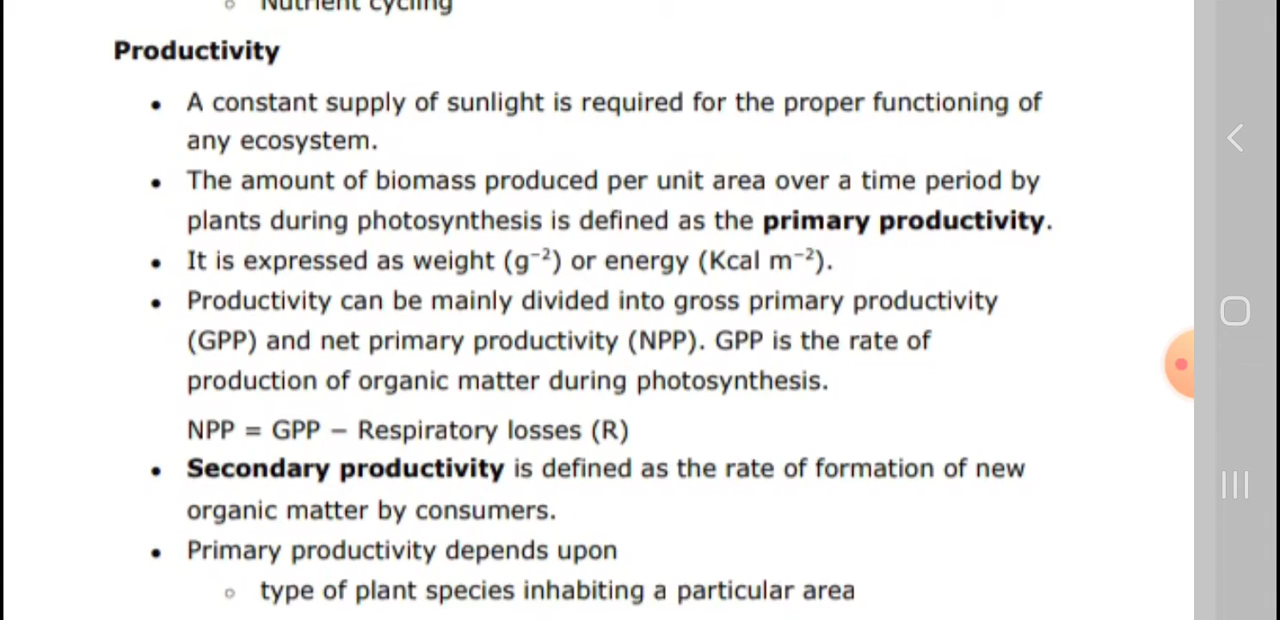 Nutrient cycling
Productivity
• A constant supply of sunlight is required for the proper functioning of
any ecosystem.
• The amount of biomass produced per unit area over a time period by
plants during photosynthesis is defined as the primary productivity.
• It is expressed as weight (g⁻²) or energy (Kcal m⁻²).
• Productivity can be mainly divided into gross primary productivity
(GPP) and net primary productivity (NPP). GPP is the rate of
production of organic matter during photosynthesis.
NPP = GPP − Respiratory losses (R)
• Secondary productivity is defined as the rate of formation of new
organic matter by consumers.
• Primary productivity depends upon
○ type of plant species inhabiting a particular area